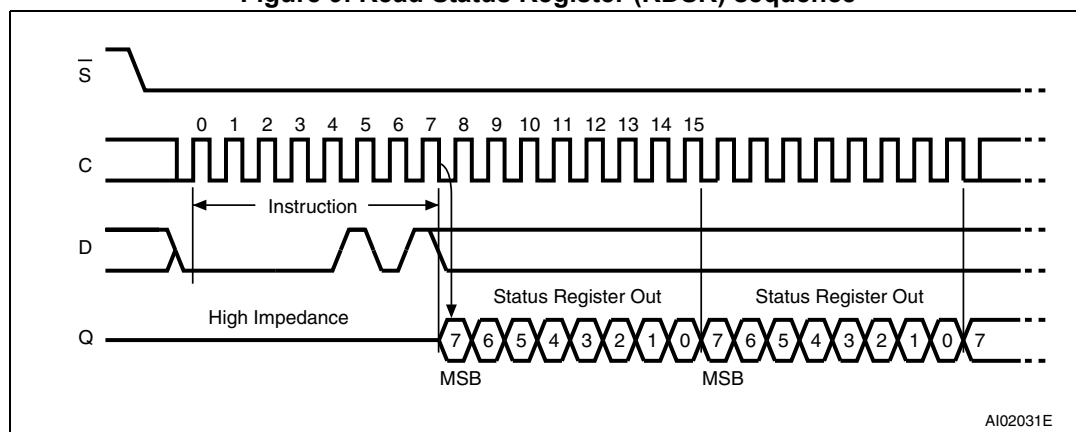 Figure 9. Read Status Register (RDSR) sequence
S
0 1 2 3 4 5 6 7 8 9 10 11 12 13 14 15
C
Instruction
D
Status Register Out Status Register Out
High Impedance
Q 7 6 5 4 3 2 1 0 7 6 5 4 3 2 1 0 7
MSB MSB
AI02031E